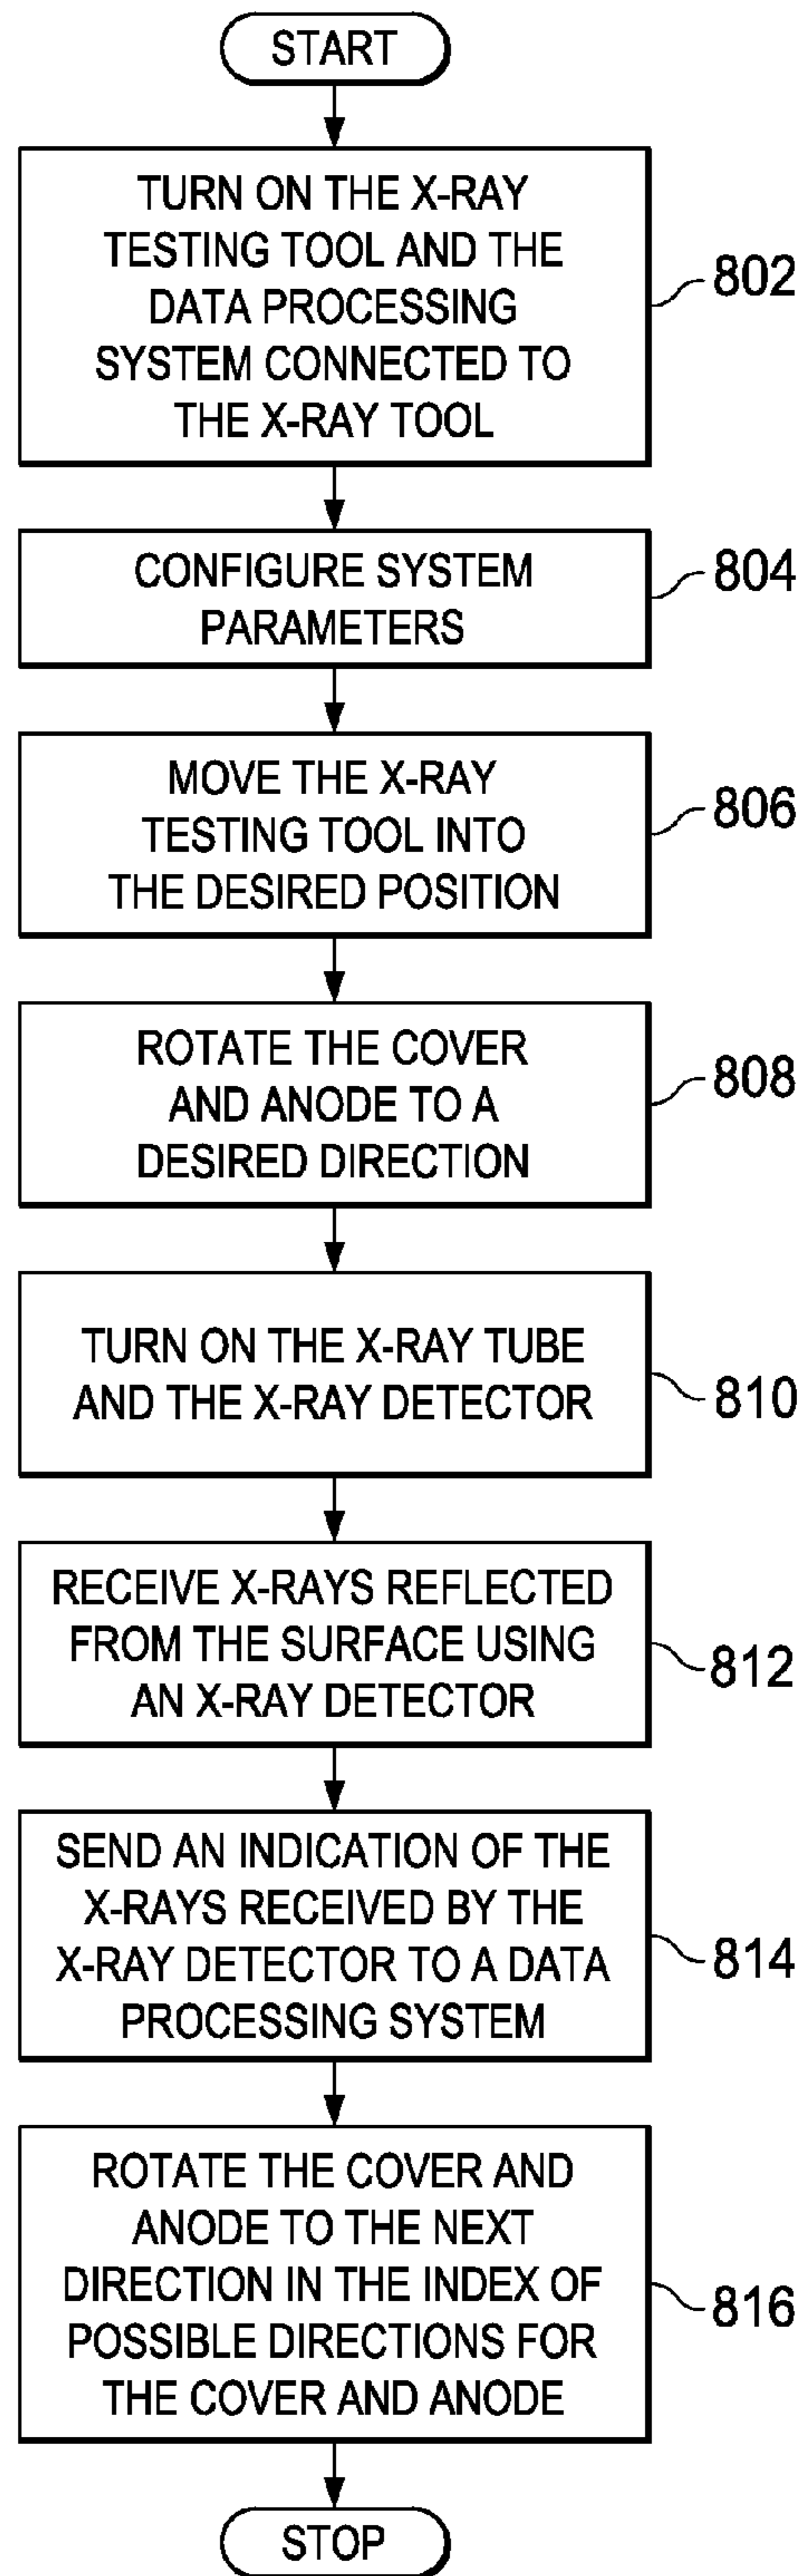 START
TURN ON THE X-RAY
TESTING TOOL AND THE
DATA PROCESSING
SYSTEM CONNECTED TO
THE X-RAY TOOL
802
CONFIGURE SYSTEM
PARAMETERS
804
MOVE THE X-RAY
TESTING TOOL INTO
THE DESIRED POSITION
806
ROTATE THE COVER
AND ANODE TO A
DESIRED DIRECTION
808
TURN ON THE X-RAY TUBE
AND THE X-RAY DETECTOR
810
RECEIVE X-RAYS REFLECTED
FROM THE SURFACE USING
AN X-RAY DETECTOR
812
SEND AN INDICATION OF THE
X-RAYS RECEIVED BY THE
X-RAY DETECTOR TO A DATA
PROCESSING SYSTEM
814
ROTATE THE COVER AND
ANODE TO THE NEXT
DIRECTION IN THE INDEX OF
POSSIBLE DIRECTIONS FOR
THE COVER AND ANODE
816
STOP